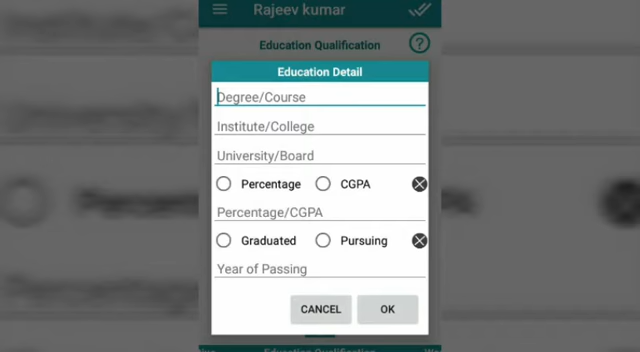 Rajeev kumar
Education Qualification
Education Detail
Degree/Course
Institute/College
University/Board
Percentage CGPA
Percentage/CGPA
Graduated Pursuing
Year of Passing
CANCEL OK
Education Qualification